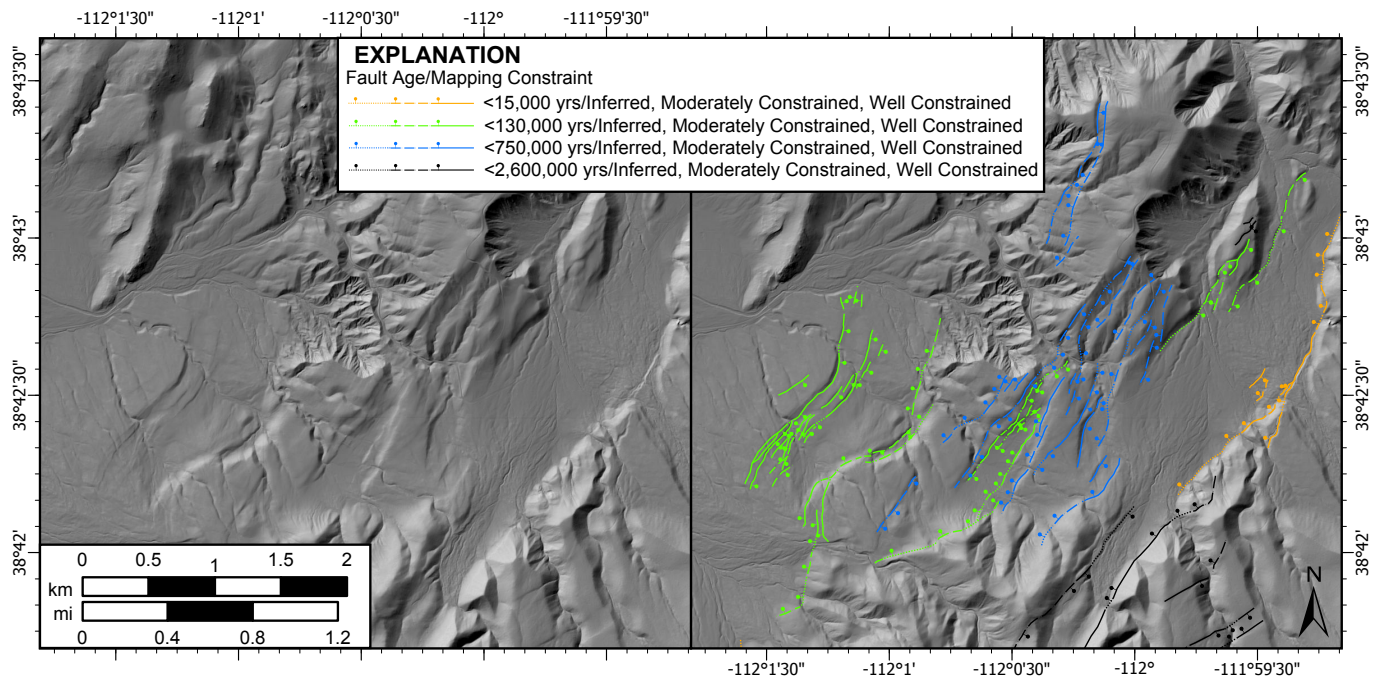 -112°1'30" -112°1' -112°0'30" -112° -111°59'30"
EXPLANATION
Fault Age/Mapping Constraint
<15,000 yrs/Inferred, Moderately Constrained, Well Constrained
<130,000 yrs/Inferred, Moderately Constrained, Well Constrained
<750,000 yrs/Inferred, Moderately Constrained, Well Constrained
<2,600,000 yrs/Inferred, Moderately Constrained, Well Constrained
38°43'30" 38°43'30"
38°43' 38°43'
38°42'30" 38°42'30"
38°42' 38°42'
0 0.5 1 1.5 2
km
mi
0 0.4 0.8 1.2
N
-112°1'30" -112°1' -112°0'30" -112° -111°59'30"